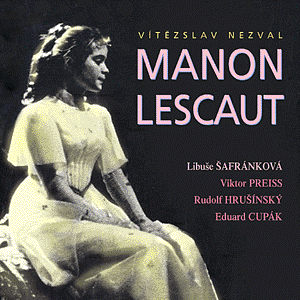 VÍTĚZSLAV NEZVAL
MANON
LESCAUT
Libuše ŠAFRÁNKOVÁ
Viktor PREISS
Rudolf HRUŠÍNSKÝ
Eduard CUPÁK